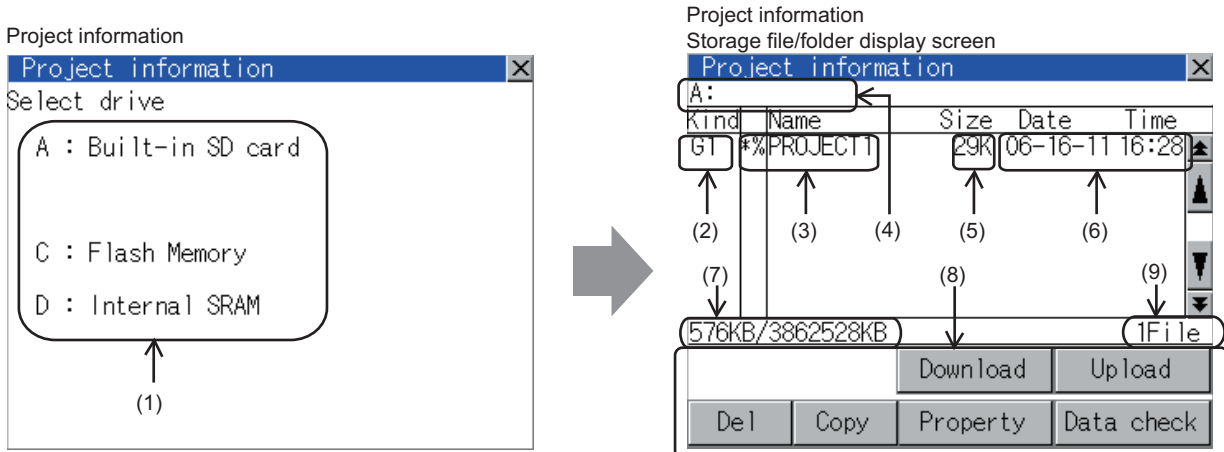 Project information
Project information
Select drive
A : Built-in SD card
C : Flash Memory
D : Internal SRAM
(1)
Project information
Storage file/folder display screen
Project information
A:
Kind Name Size Date Time
G1 *%PROJECT1 29K 06-16-11 16:28
(2) (3) (4) (5) (6)
(7) (8) (9)
576KB/3862528KB 1File
Download Upload
Del Copy Property Data check